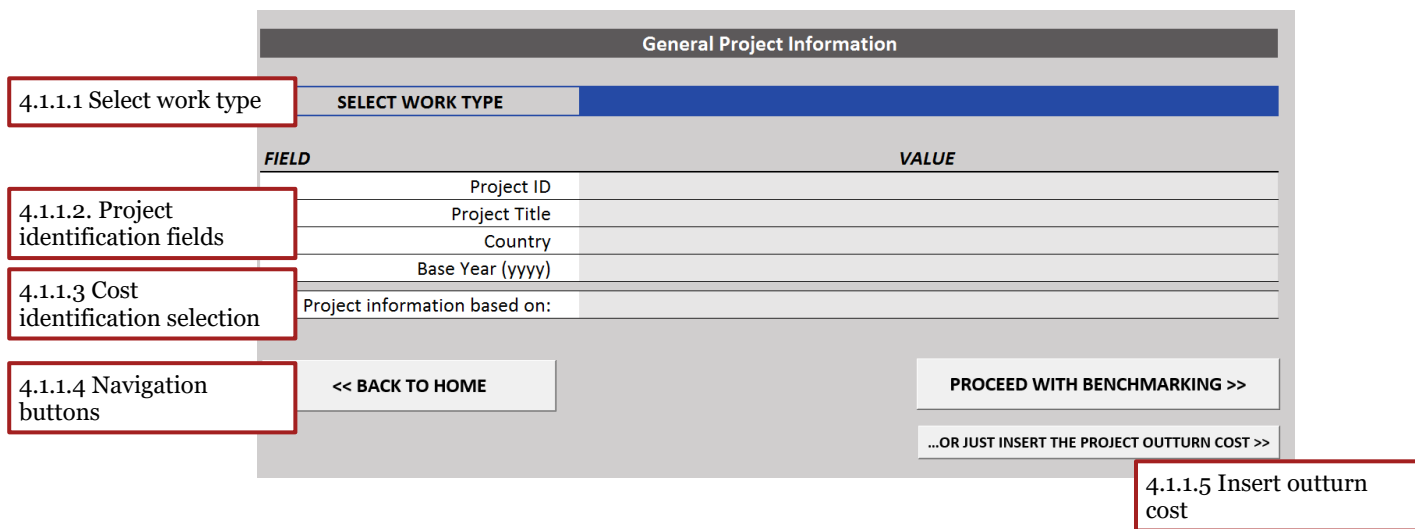 General Project Information
4.1.1.1 Select work type
SELECT WORK TYPE
FIELD
VALUE
4.1.1.2. Project
identification fields
Project ID
Project Title
Country
Base Year (yyyy)
4.1.1.3 Cost
identification selection
Project information based on:
4.1.1.4 Navigation
buttons
<< BACK TO HOME
PROCEED WITH BENCHMARKING >>
...OR JUST INSERT THE PROJECT OUTTURN COST >>
4.1.1.5 Insert outturn
cost